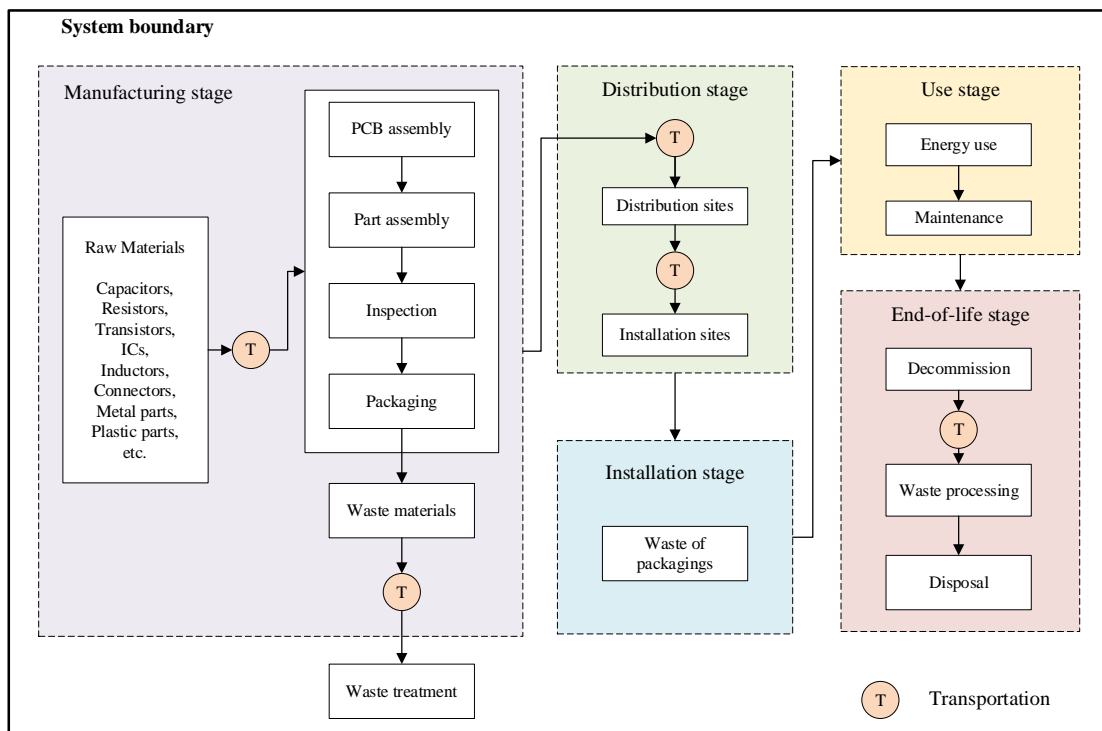 System boundary
Manufacturing stage
Raw Materials
Capacitors,
Resistors,
Transistors,
ICs,
Inductors,
Connectors,
Metal parts,
Plastic parts,
etc.
T
PCB assembly
Part assembly
Inspection
Packaging
Waste materials
T
Waste treatment
Distribution stage
T
Distribution sites
T
Installation sites
Installation stage
Waste of
packagings
Use stage
Energy use
Maintenance
End-of-life stage
Decommission
T
Waste processing
Disposal
T Transportation